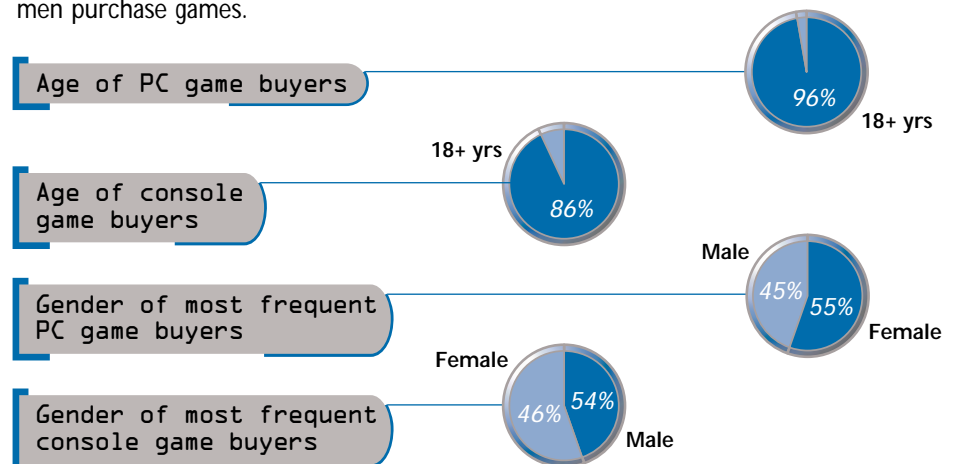 men purchase games.
Age of PC game buyers
96%
18+ yrs
18+ yrs
Age of console
game buyers
86%
Male
Gender of most frequent
PC game buyers
45%
55%
Female
Female
Gender of most frequent
console game buyers
46%
54%
Male